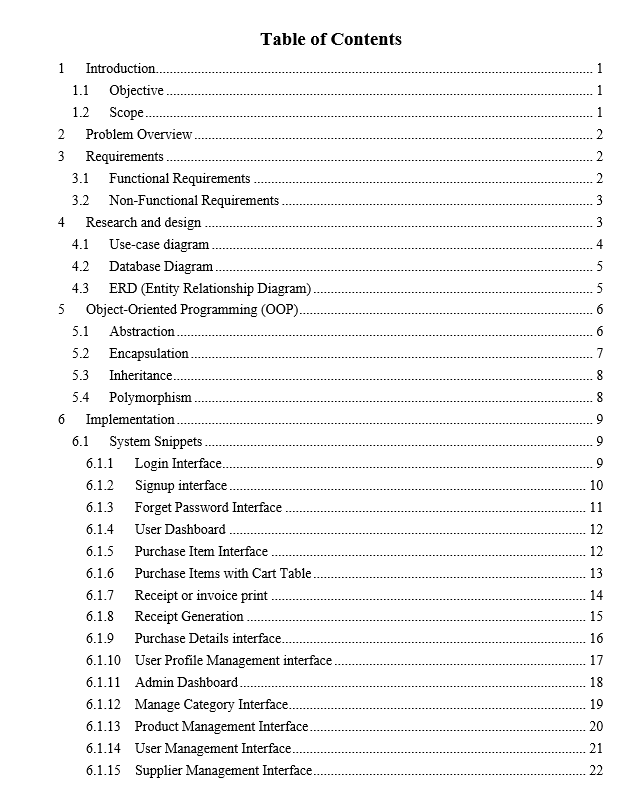 Table of Contents
1 Introduction 1
1.1 Objective 1
1.2 Scope 1
2 Problem Overview 2
3 Requirements 2
3.1 Functional Requirements 2
3.2 Non-Functional Requirements 3
4 Research and design 3
4.1 Use-case diagram 4
4.2 Database Diagram 5
4.3 ERD (Entity Relationship Diagram) 5
5 Object-Oriented Programming (OOP) 6
5.1 Abstraction 6
5.2 Encapsulation 7
5.3 Inheritance 8
5.4 Polymorphism 8
6 Implementation 9
6.1 System Snippets 9
6.1.1 Login Interface 9
6.1.2 Signup interface 10
6.1.3 Forget Password Interface 11
6.1.4 User Dashboard 12
6.1.5 Purchase Item Interface 12
6.1.6 Purchase Items with Cart Table 13
6.1.7 Receipt or invoice print 14
6.1.8 Receipt Generation 15
6.1.9 Purchase Details interface 16
6.1.10 User Profile Management interface 17
6.1.11 Admin Dashboard 18
6.1.12 Manage Category Interface 19
6.1.13 Product Management Interface 20
6.1.14 User Management Interface 21
6.1.15 Supplier Management Interface 22